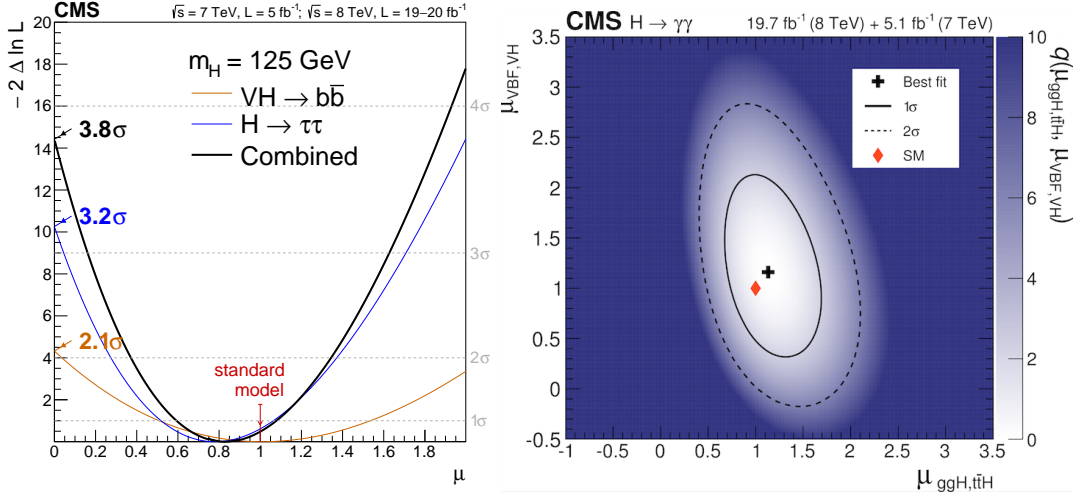 CMS √s = 7 TeV, L = 5 fb⁻¹; √s = 8 TeV, L = 19–20 fb⁻¹
− 2 Δ ln L
20
18
16
14
12
10
8
6
4
2
m_H = 125 GeV
VH → bb̅
H → ττ
Combined
3.8σ
3.2σ
2.1σ
standard
model
4σ
3σ
2σ
1σ
0 0.2 0.4 0.6 0.8 1 1.2 1.4 1.6 1.8
μ
CMS H → γγ 19.7 fb⁻¹ (8 TeV) + 5.1 fb⁻¹ (7 TeV)
μ_VBF,VH
3.5
3
2.5
2
1.5
1
0.5
0
-0.5
Best fit
1σ
2σ
SM
-1 -0.5 0 0.5 1 1.5 2 2.5 3 3.5
μ_ggH,tt̅H
10
8
6
4
2
0
q(μ_ggH,tt̅H, μ_VBF,VH)